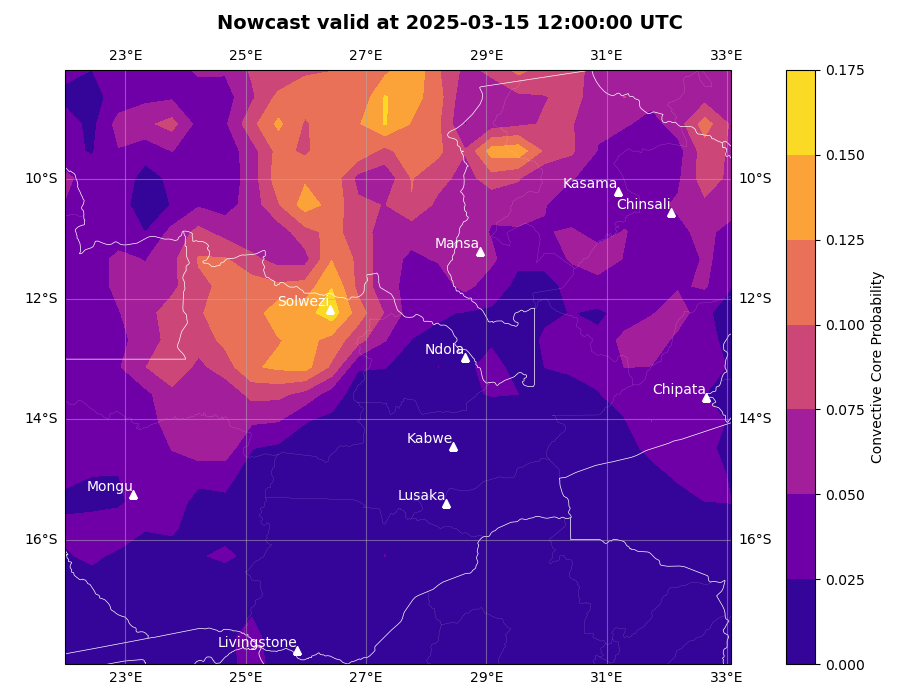 Nowcast valid at 2025-03-15 12:00:00 UTC
23°E 25°E 27°E 29°E 31°E 33°E
0.175
0.150
10°S Kasama 10°S
Chinsali
0.125
Mansa
12°S Solwezi 12°S
0.100
Ndola
Chipata
14°S 14°S
0.075
Kabwe
Mongu Lusaka
0.050
16°S 16°S
0.025
Livingstone
0.000
23°E 25°E 27°E 29°E 31°E 33°E
Convective Core Probability